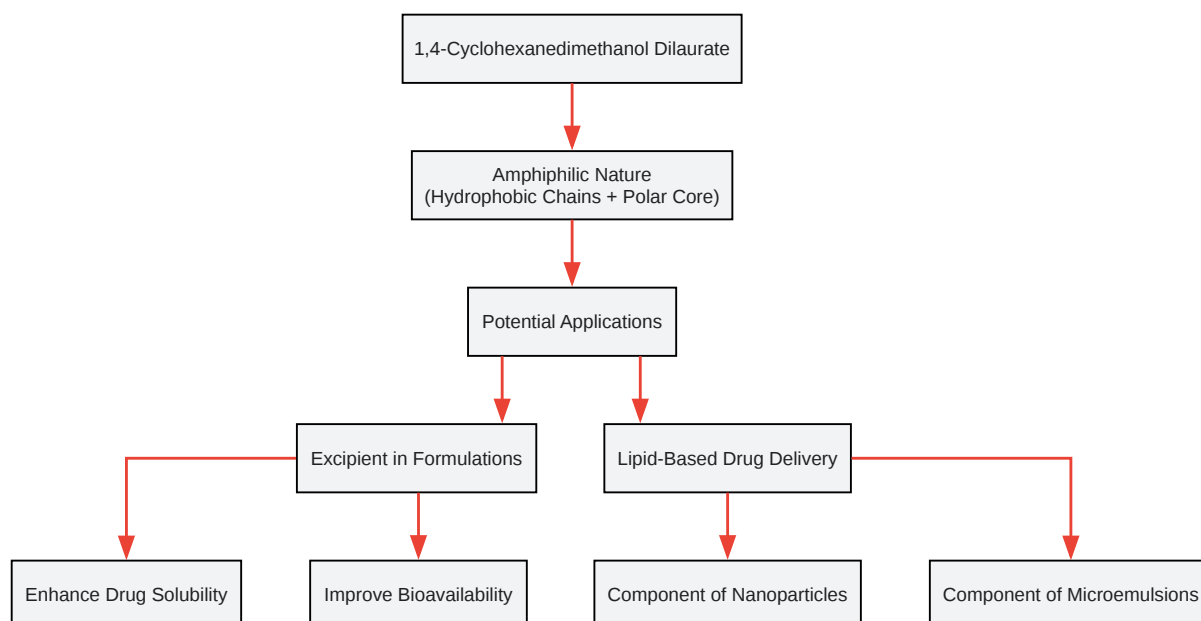 1,4-Cyclohexanedimethanol Dilaurate
Amphiphilic Nature
(Hydrophobic Chains + Polar Core)
Potential Applications
Excipient in Formulations
Lipid-Based Drug Delivery
Enhance Drug Solubility
Improve Bioavailability
Component of Nanoparticles
Component of Microemulsions